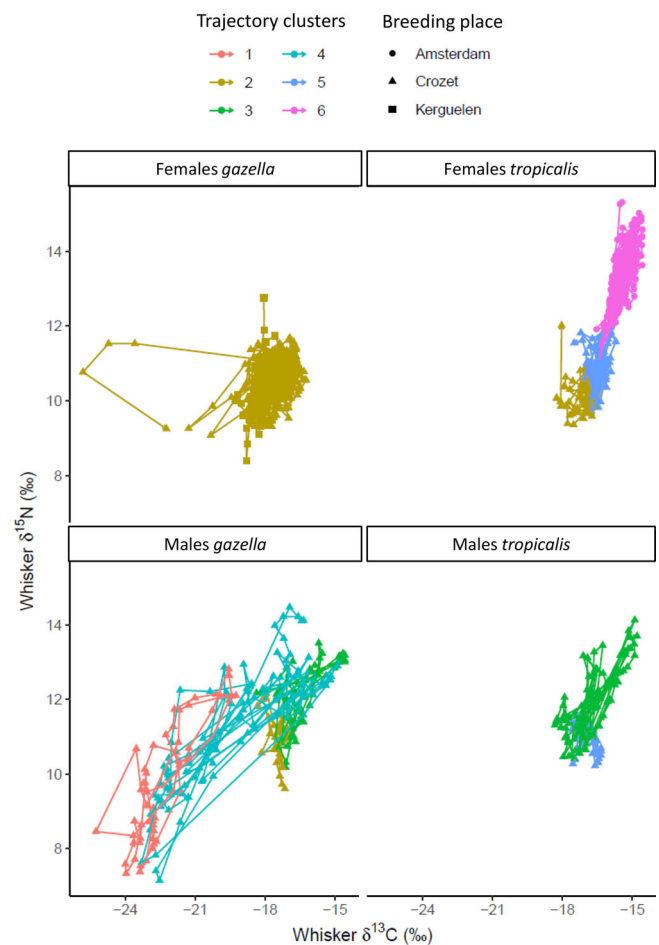 Trajectory clusters Breeding place
1 4 Amsterdam
2 5 Crozet
3 6 Kerguelen
Females gazella Females tropicalis
14
12
10
8
Males gazella Males tropicalis
14
12
10
8
Whisker δ15N (‰)
−24 −21 −18 −15 −24 −21 −18 −15
Whisker δ13C (‰)